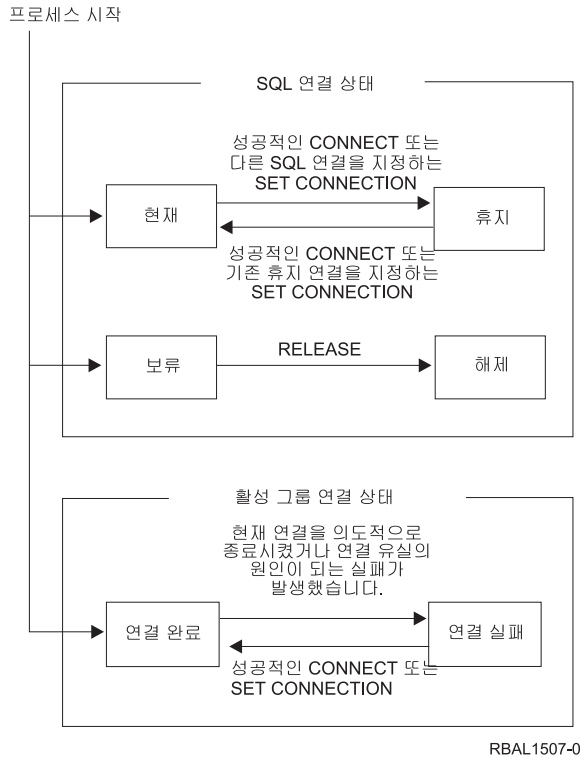 프로세스 시작
SQL 연결 상태
성공적인 CONNECT 또는
다른 SQL 연결을 지정하는
SET CONNECTION
현재
휴지
성공적인 CONNECT 또는
기존 휴지 연결을 지정하는
SET CONNECTION
보류
RELEASE
해제
활성 그룹 연결 상태
현재 연결을 의도적으로
종료시켰거나 연결 유실의
원인이 되는 실패가
발생했습니다.
연결 완료
연결 실패
성공적인 CONNECT 또는
SET CONNECTION
RBAL1507-0